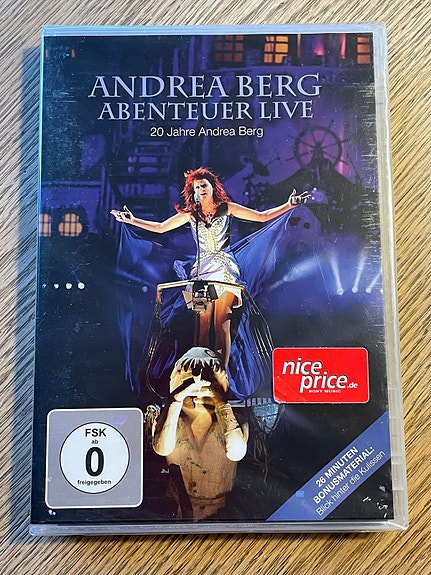 ANDREA BERG
ABENTEUER LIVE
20 Jahre Andrea Berg
nice
price.de
SONY MUSIC
FSK
ab
0
freigegeben
26 MINUTEN
BONUSMATERIAL:
Blick hinter die Kulissen